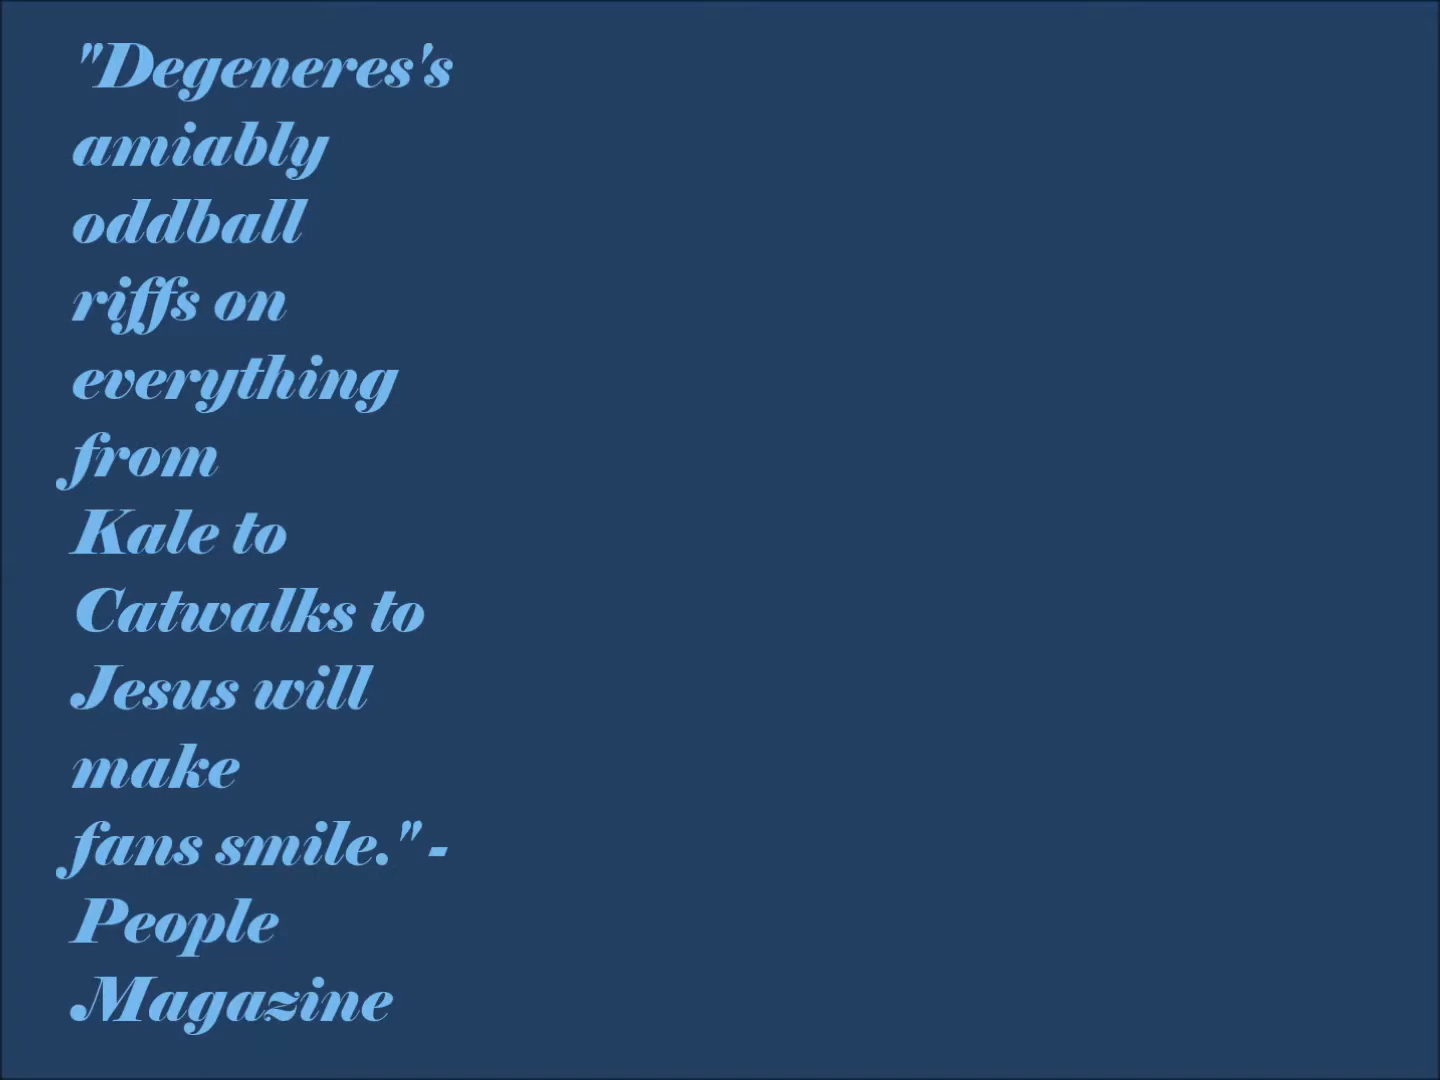 "Degeneres's
amiably
oddball
riffs on
everything
from
Kale to
Catwalks to
Jesus will
make
fans smile." -
People
Magazine